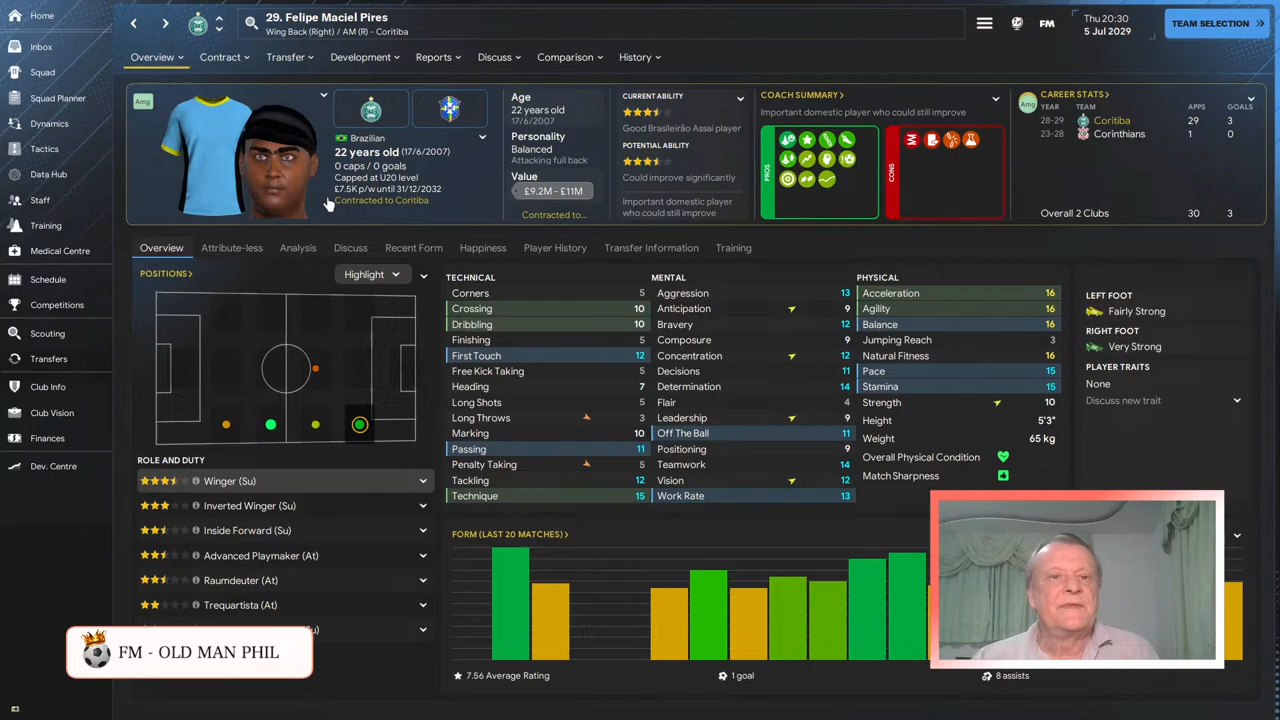 Home
29. Felipe Maciel Pires
Wing Back (Right) / AM (R) - Coritiba
FM
Thu 20:30
5 Jul 2029
TEAM SELECTION
Inbox
Squad
Squad Planner
Dynamics
Tactics
Data Hub
Staff
Training
Medical Centre
Schedule
Competitions
Scouting
Transfers
Club Info
Club Vision
Finances
Dev. Centre
Overview
Contract
Transfer
Development
Reports
Discuss
Comparison
History
Amg
Brazilian
22 years old (17/6/2007)
0 caps / 0 goals
Capped at U20 level
£7.5K p/w until 31/12/2032
Contracted to Coritiba
Age
22 years old
17/6/2007
Personality
Balanced
Attacking full back
Value
£9.2M - £11M
Contracted to...
CURRENT ABILITY
Good Brasileirão Assai player
POTENTIAL ABILITY
Could improve significantly
Important domestic player
who could still improve
COACH SUMMARY
Important domestic player who could still improve
PROS
CONS
Amg
CAREER STATS
YEAR TEAM APPS GOALS
28-29 Coritiba 29 3
23-28 Corinthians 1 0
Overall 2 Clubs 30 3
Overview
Attribute-less
Analysis
Discuss
Recent Form
Happiness
Player History
Transfer Information
Training
POSITIONS
Highlight
ROLE AND DUTY
Winger (Su)
Inverted Winger (Su)
Inside Forward (Su)
Advanced Playmaker (At)
Raumdeuter (At)
Trequartista (At)
TECHNICAL
Corners 5
Crossing 10
Dribbling 10
Finishing 5
First Touch 12
Free Kick Taking 5
Heading 7
Long Shots 5
Long Throws 3
Marking 10
Passing 11
Penalty Taking 5
Tackling 12
Technique 15
MENTAL
Aggression 13
Anticipation 9
Bravery 12
Composure 9
Concentration 12
Decisions 11
Determination 14
Flair 4
Leadership 9
Off The Ball 11
Positioning 9
Teamwork 14
Vision 12
Work Rate 13
PHYSICAL
Acceleration 16
Agility 16
Balance 16
Jumping Reach 3
Natural Fitness 16
Pace 15
Stamina 15
Strength 10
Height 5'3"
Weight 65 kg
Overall Physical Condition
Match Sharpness
LEFT FOOT
Fairly Strong
RIGHT FOOT
Very Strong
PLAYER TRAITS
None
Discuss new trait
FORM (LAST 20 MATCHES)
7.56 Average Rating
1 goal
8 assists
FM - OLD MAN PHIL